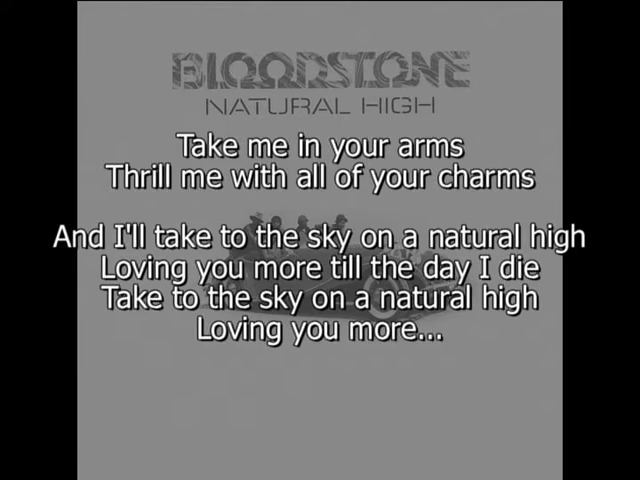 BLOODSTONE
NATURAL HIGH
Take me in your arms
Thrill me with all of your charms
And I'll take to the sky on a natural high
Loving you more till the day I die
Take to the sky on a natural high
Loving you more...